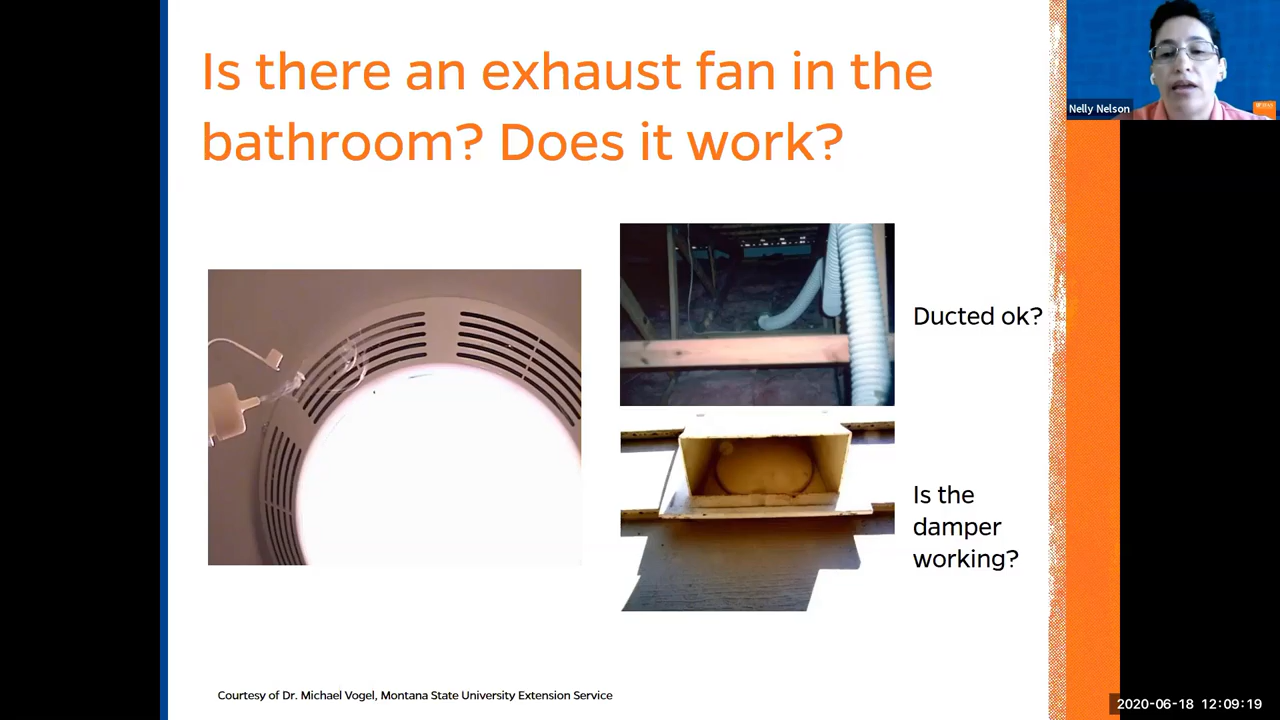 Is there an exhaust fan in the
bathroom? Does it work?
Nelly Nelson
Ducted ok?
Is the
damper
working?
Courtesy of Dr. Michael Vogel, Montana State University Extension Service
2020-06-18 12:09:19